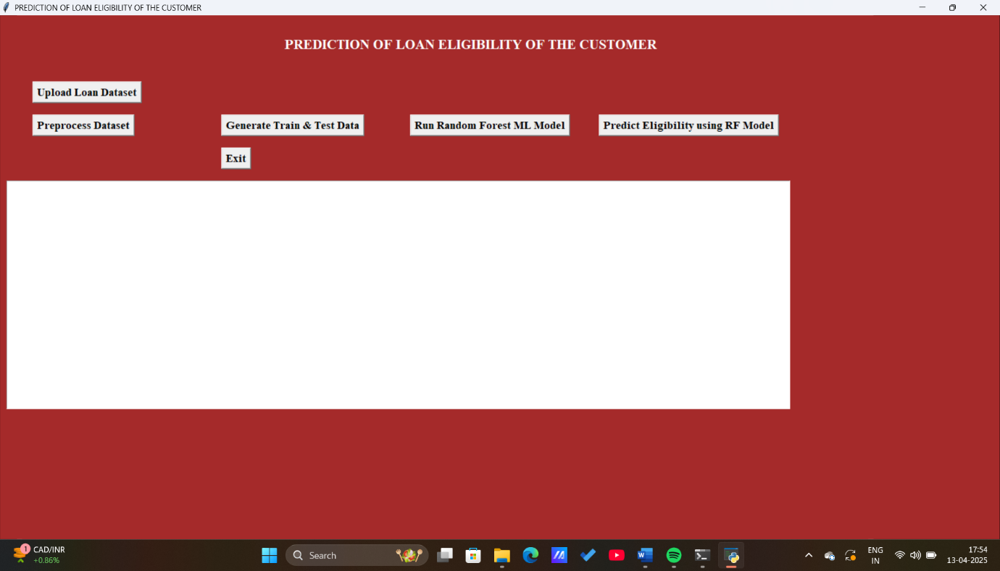 PREDICTION OF LOAN ELIGIBILITY OF THE CUSTOMER
PREDICTION OF LOAN ELIGIBILITY OF THE CUSTOMER
Upload Loan Dataset
Preprocess Dataset
Generate Train & Test Data
Run Random Forest ML Model
Predict Eligibility using RF Model
Exit
1
CAD/INR
+0.86%
Search
ENG
IN
17:54
13-04-2025